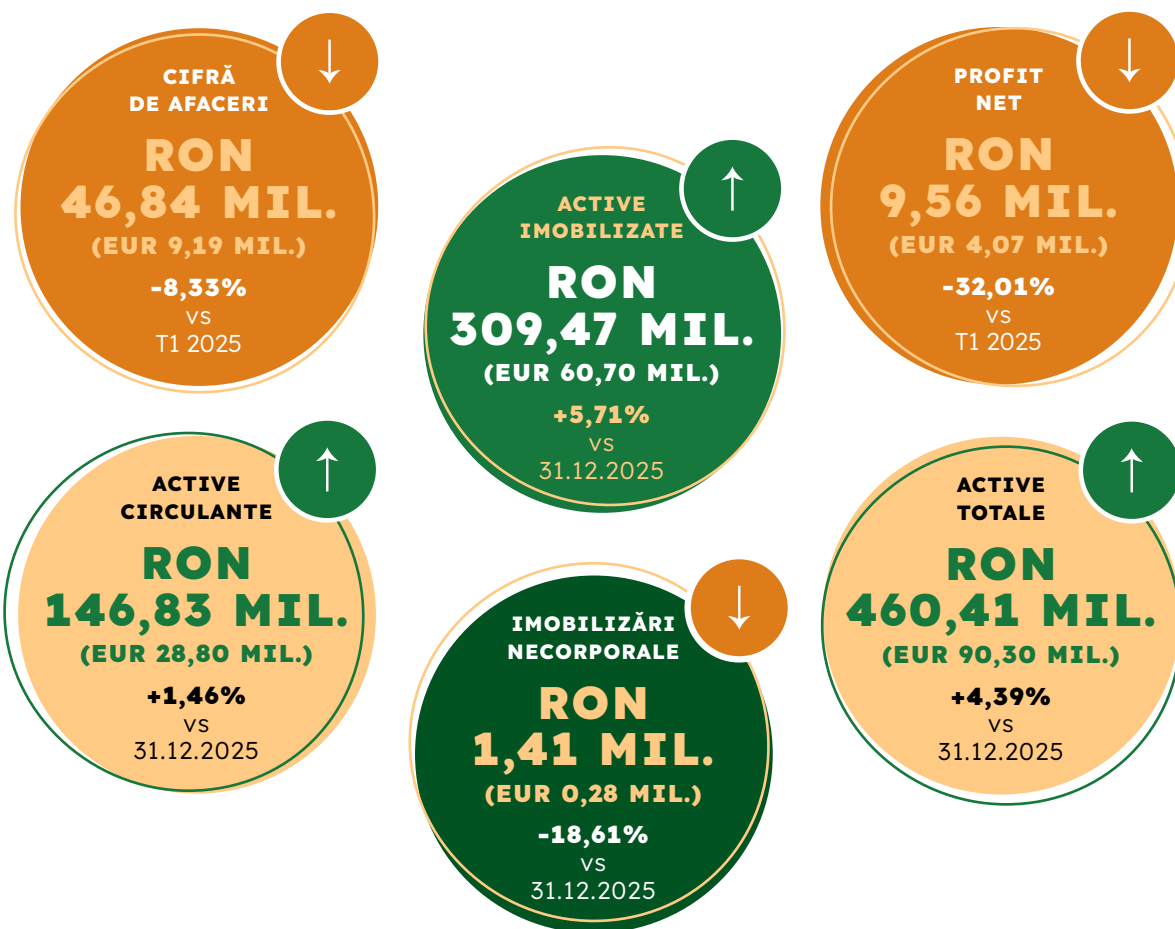 CIFRĂ
DE AFACERI
RON
46,84 MIL.
(EUR 9,19 MIL.)
-8,33%
VS
T1 2025
ACTIVE
IMOBILIZATE
RON
309,47 MIL.
(EUR 60,70 MIL.)
+5,71%
VS
31.12.2025
PROFIT
NET
RON
9,56 MIL.
(EUR 4,07 MIL.)
-32,01%
VS
T1 2025
ACTIVE
CIRCULANTE
RON
146,83 MIL.
(EUR 28,80 MIL.)
+1,46%
VS
31.12.2025
IMOBILIZĂRI
NECORPORALE
RON
1,41 MIL.
(EUR 0,28 MIL.)
-18,61%
VS
31.12.2025
ACTIVE
TOTALE
RON
460,41 MIL.
(EUR 90,30 MIL.)
+4,39%
VS
31.12.2025